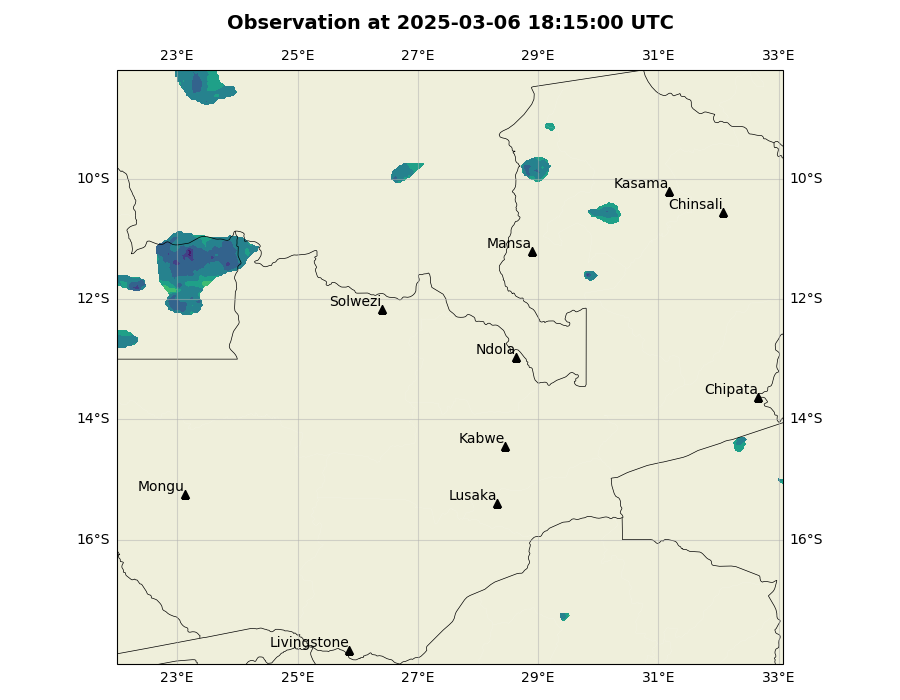 Observation at 2025-03-06 18:15:00 UTC
23°E 25°E 27°E 29°E 31°E 33°E
10°S 10°S
Kasama
Chinsali
Mansa
12°S 12°S
Solwezi
Ndola
Chipata
14°S 14°S
Kabwe
Mongu
Lusaka
16°S 16°S
Livingstone
23°E 25°E 27°E 29°E 31°E 33°E